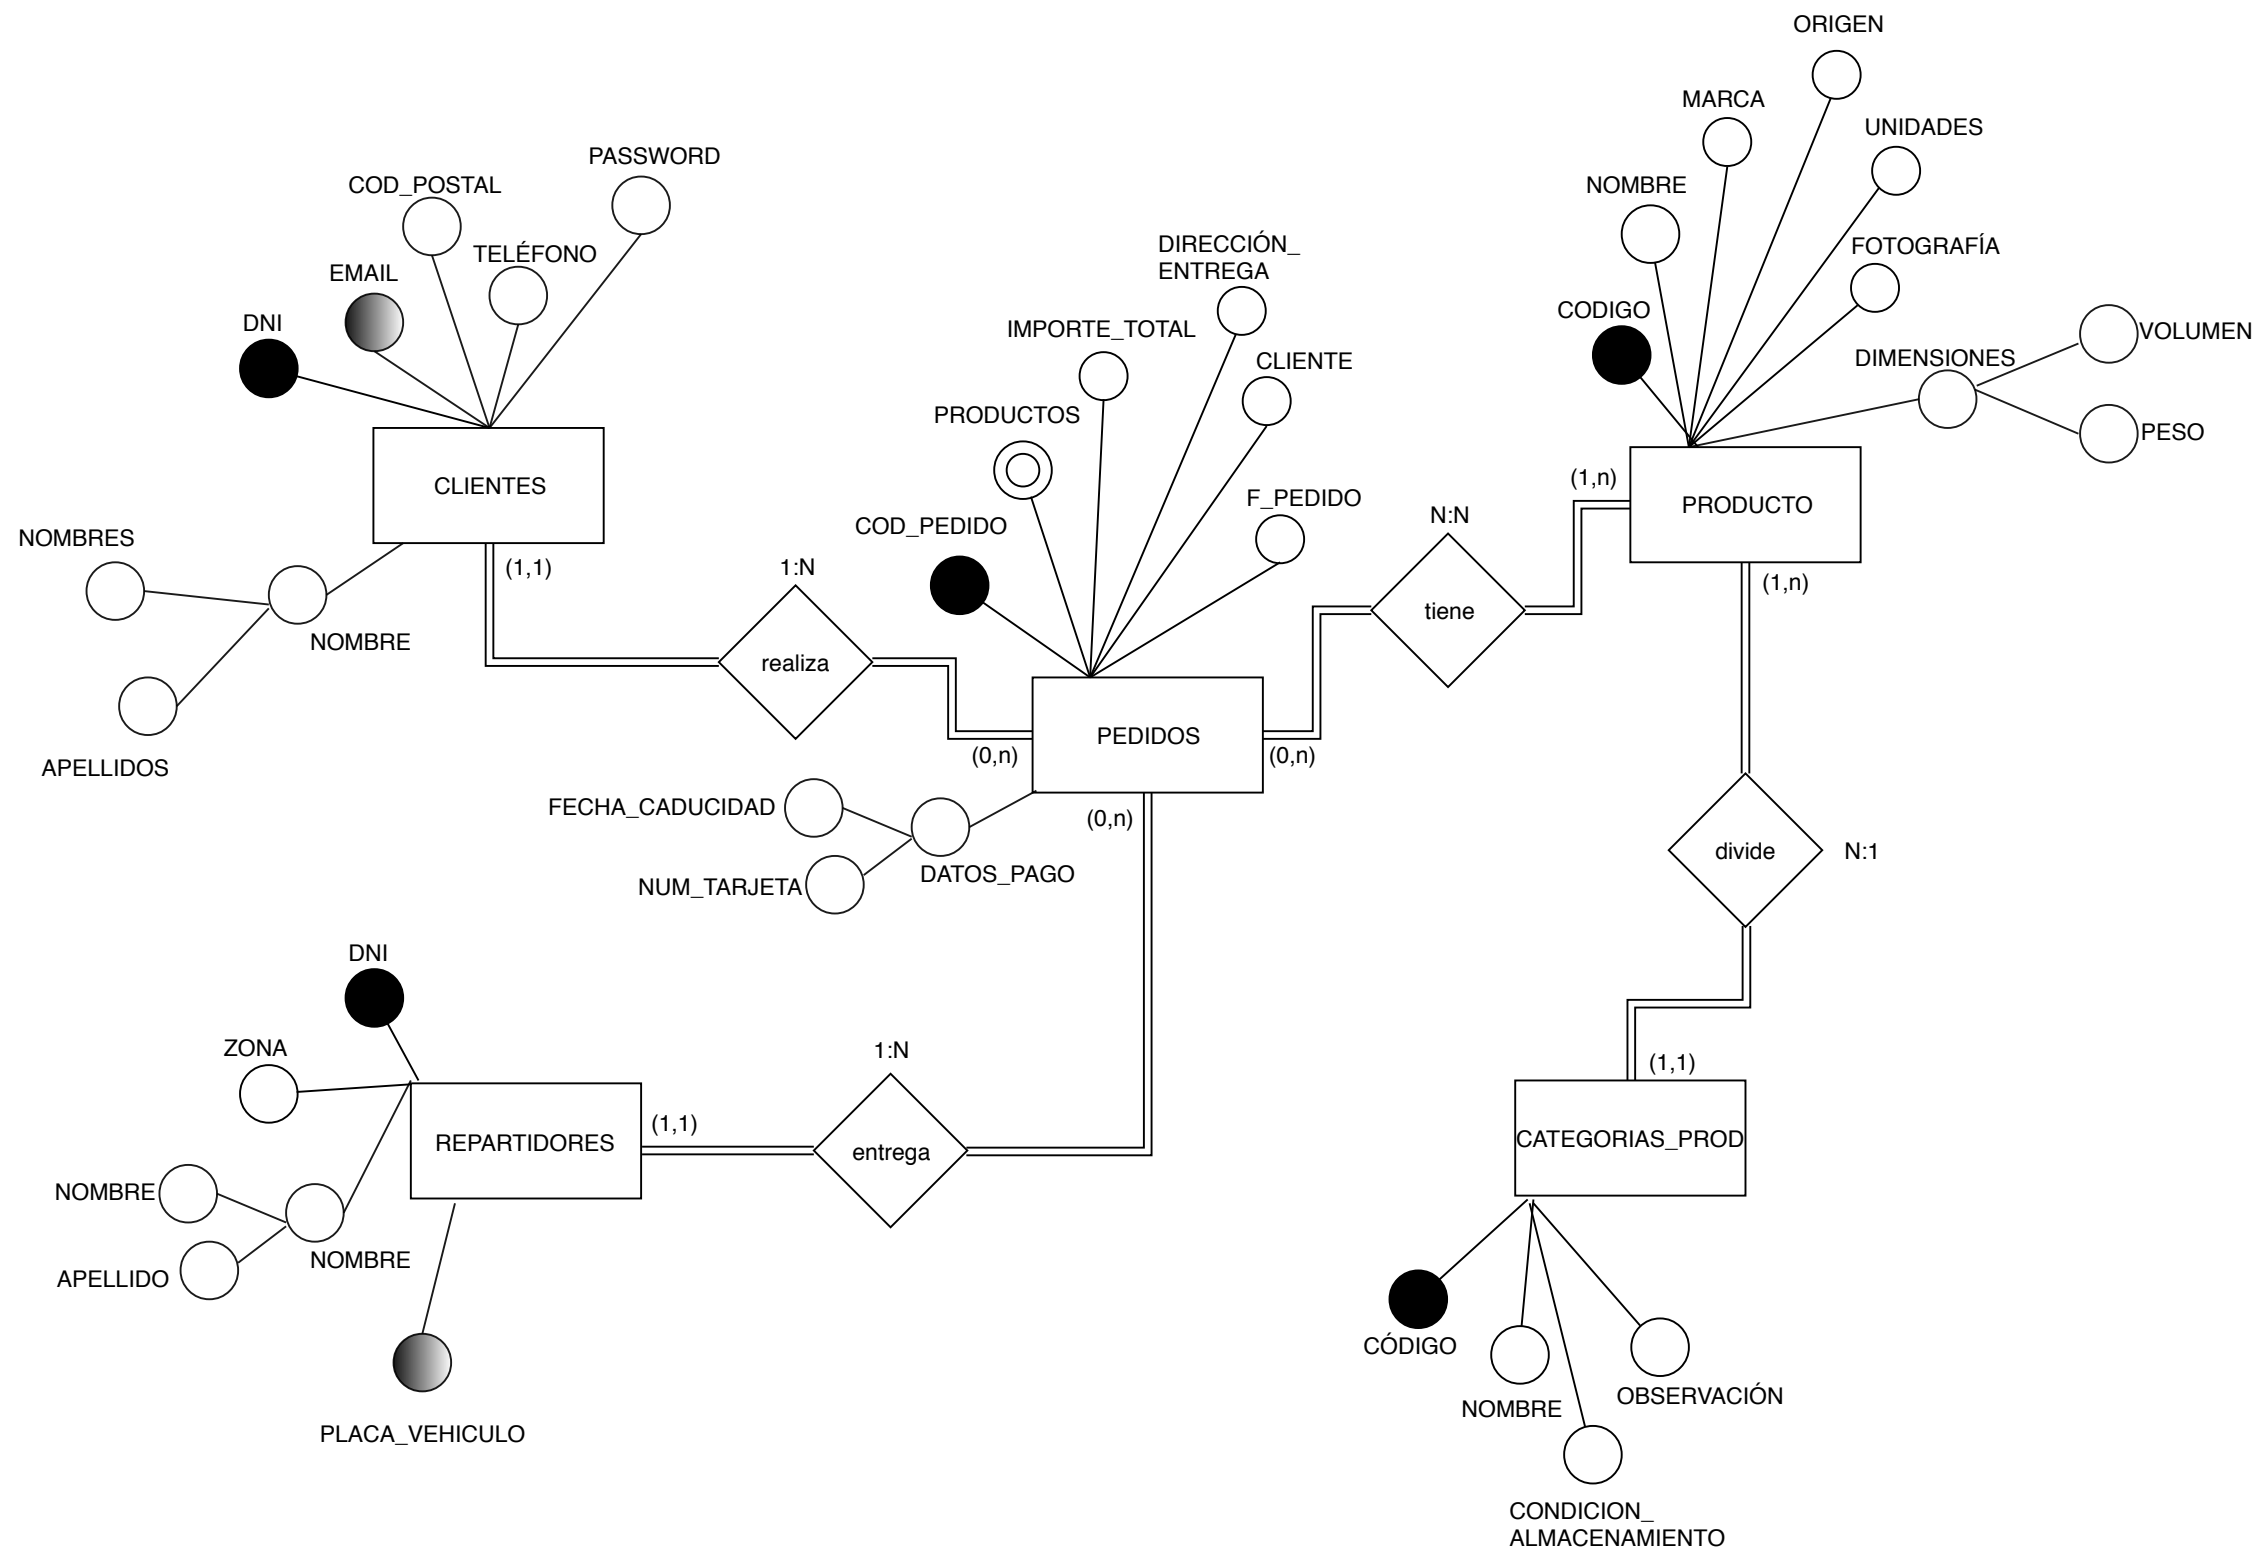 ORIGEN
MARCA
UNIDADES
PASSWORD
COD_POSTAL
NOMBRE
TELÉFONO
DIRECCIÓN_
ENTREGA
FOTOGRAFÍA
EMAIL
CODIGO
DNI
IMPORTE_TOTAL
VOLUMEN
CLIENTE
DIMENSIONES
PRODUCTOS
PESO
(1,n)
CLIENTES
F_PEDIDO
PRODUCTO
N:N
COD_PEDIDO
NOMBRES
(1,1)
1:N
(1,n)
tiene
NOMBRE
realiza
PEDIDOS
(0,n)
(0,n)
APELLIDOS
FECHA_CADUCIDAD
(0,n)
divide
N:1
DATOS_PAGO
NUM_TARJETA
DNI
ZONA
1:N
(1,1)
(1,1)
REPARTIDORES
entrega
CATEGORIAS_PROD
NOMBRE
NOMBRE
APELLIDO
CÓDIGO
OBSERVACIÓN
NOMBRE
PLACA_VEHICULO
CONDICION_
ALMACENAMIENTO